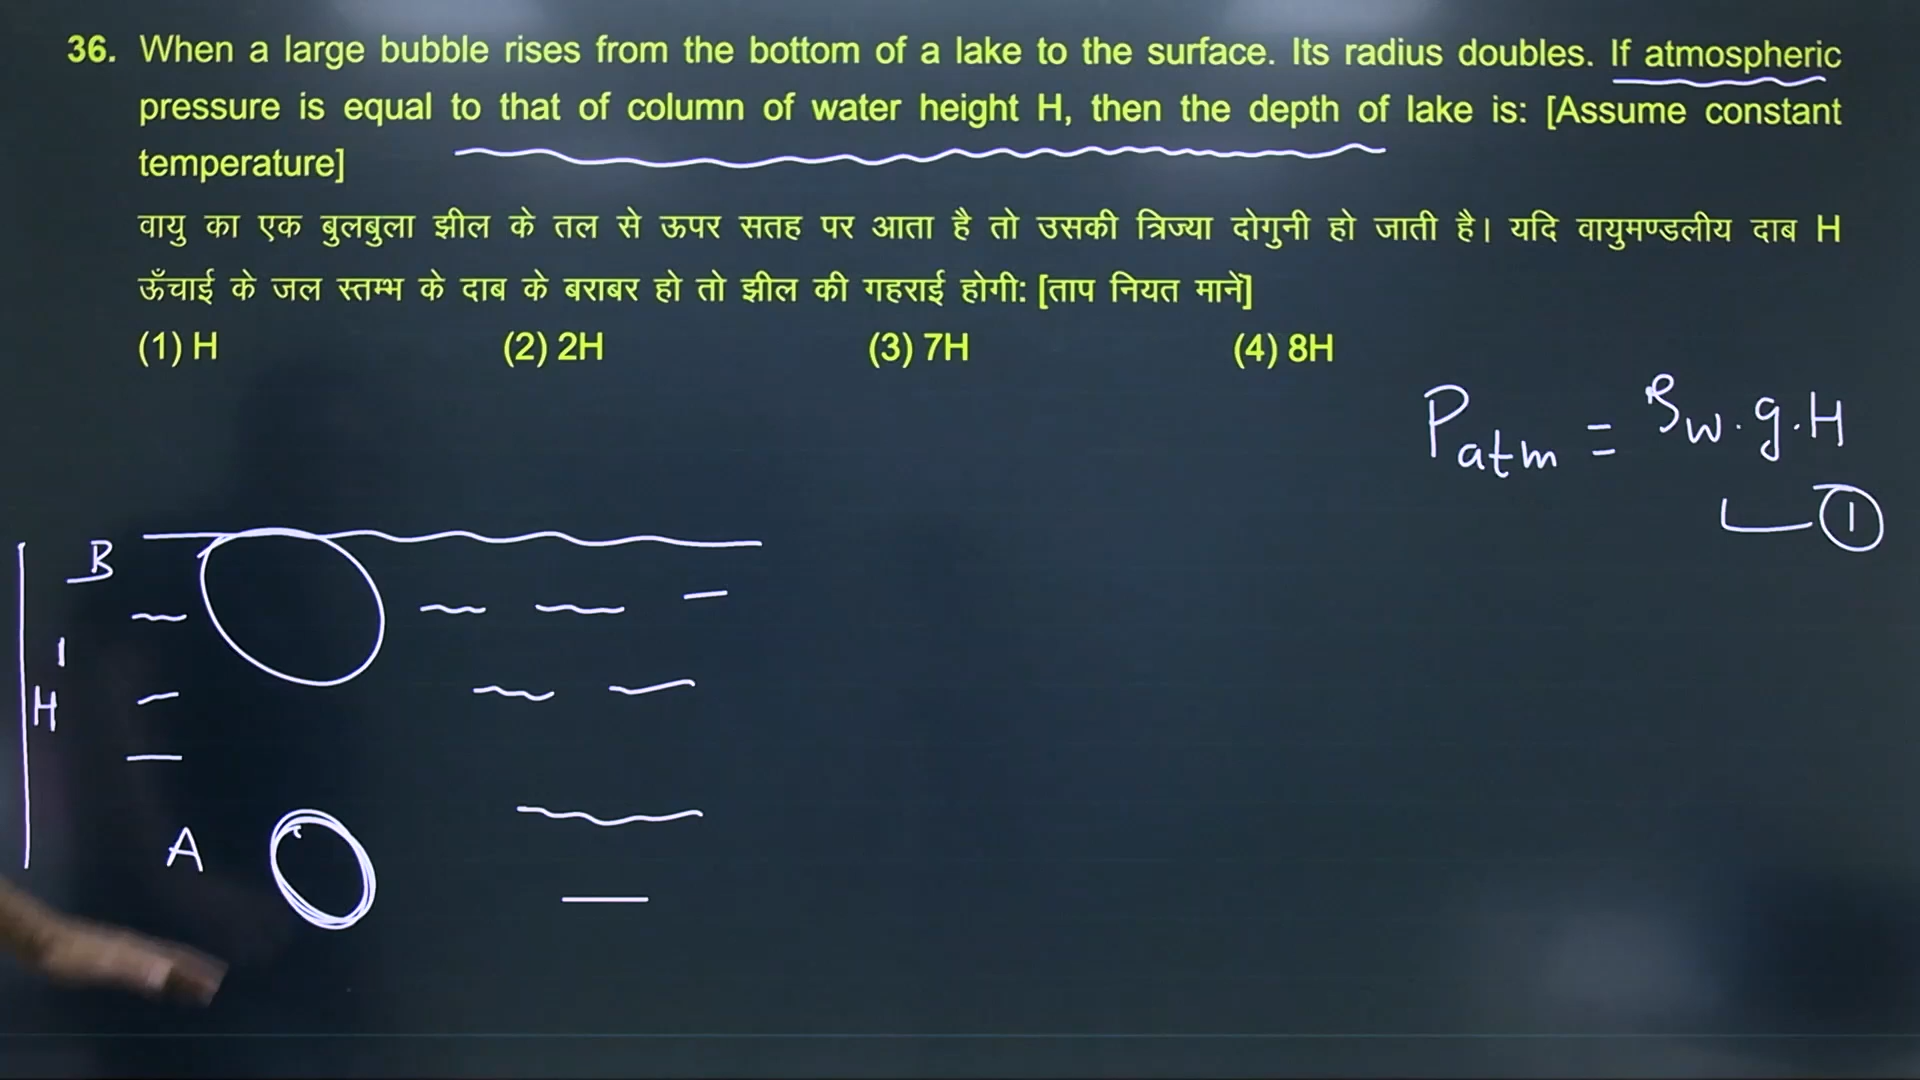 36. When a large bubble rises from the bottom of a lake to the surface. Its radius doubles. If atmospheric
pressure is equal to that of column of water height H, then the depth of lake is: [Assume constant
temperature]
वायु का एक बुलबुला झील के तल से ऊपर सतह पर आता है तो उसकी त्रिज्या दोगुनी हो जाती है। यदि वायुमण्डलीय दाब H
ऊँचाई के जल स्तम्भ के दाब के बराबर हो तो झील की गहराई होगी: [ताप नियत मानें]
(1) H (2) 2H (3) 7H (4) 8H
Patm = ρw.g.H
①
B
H
A